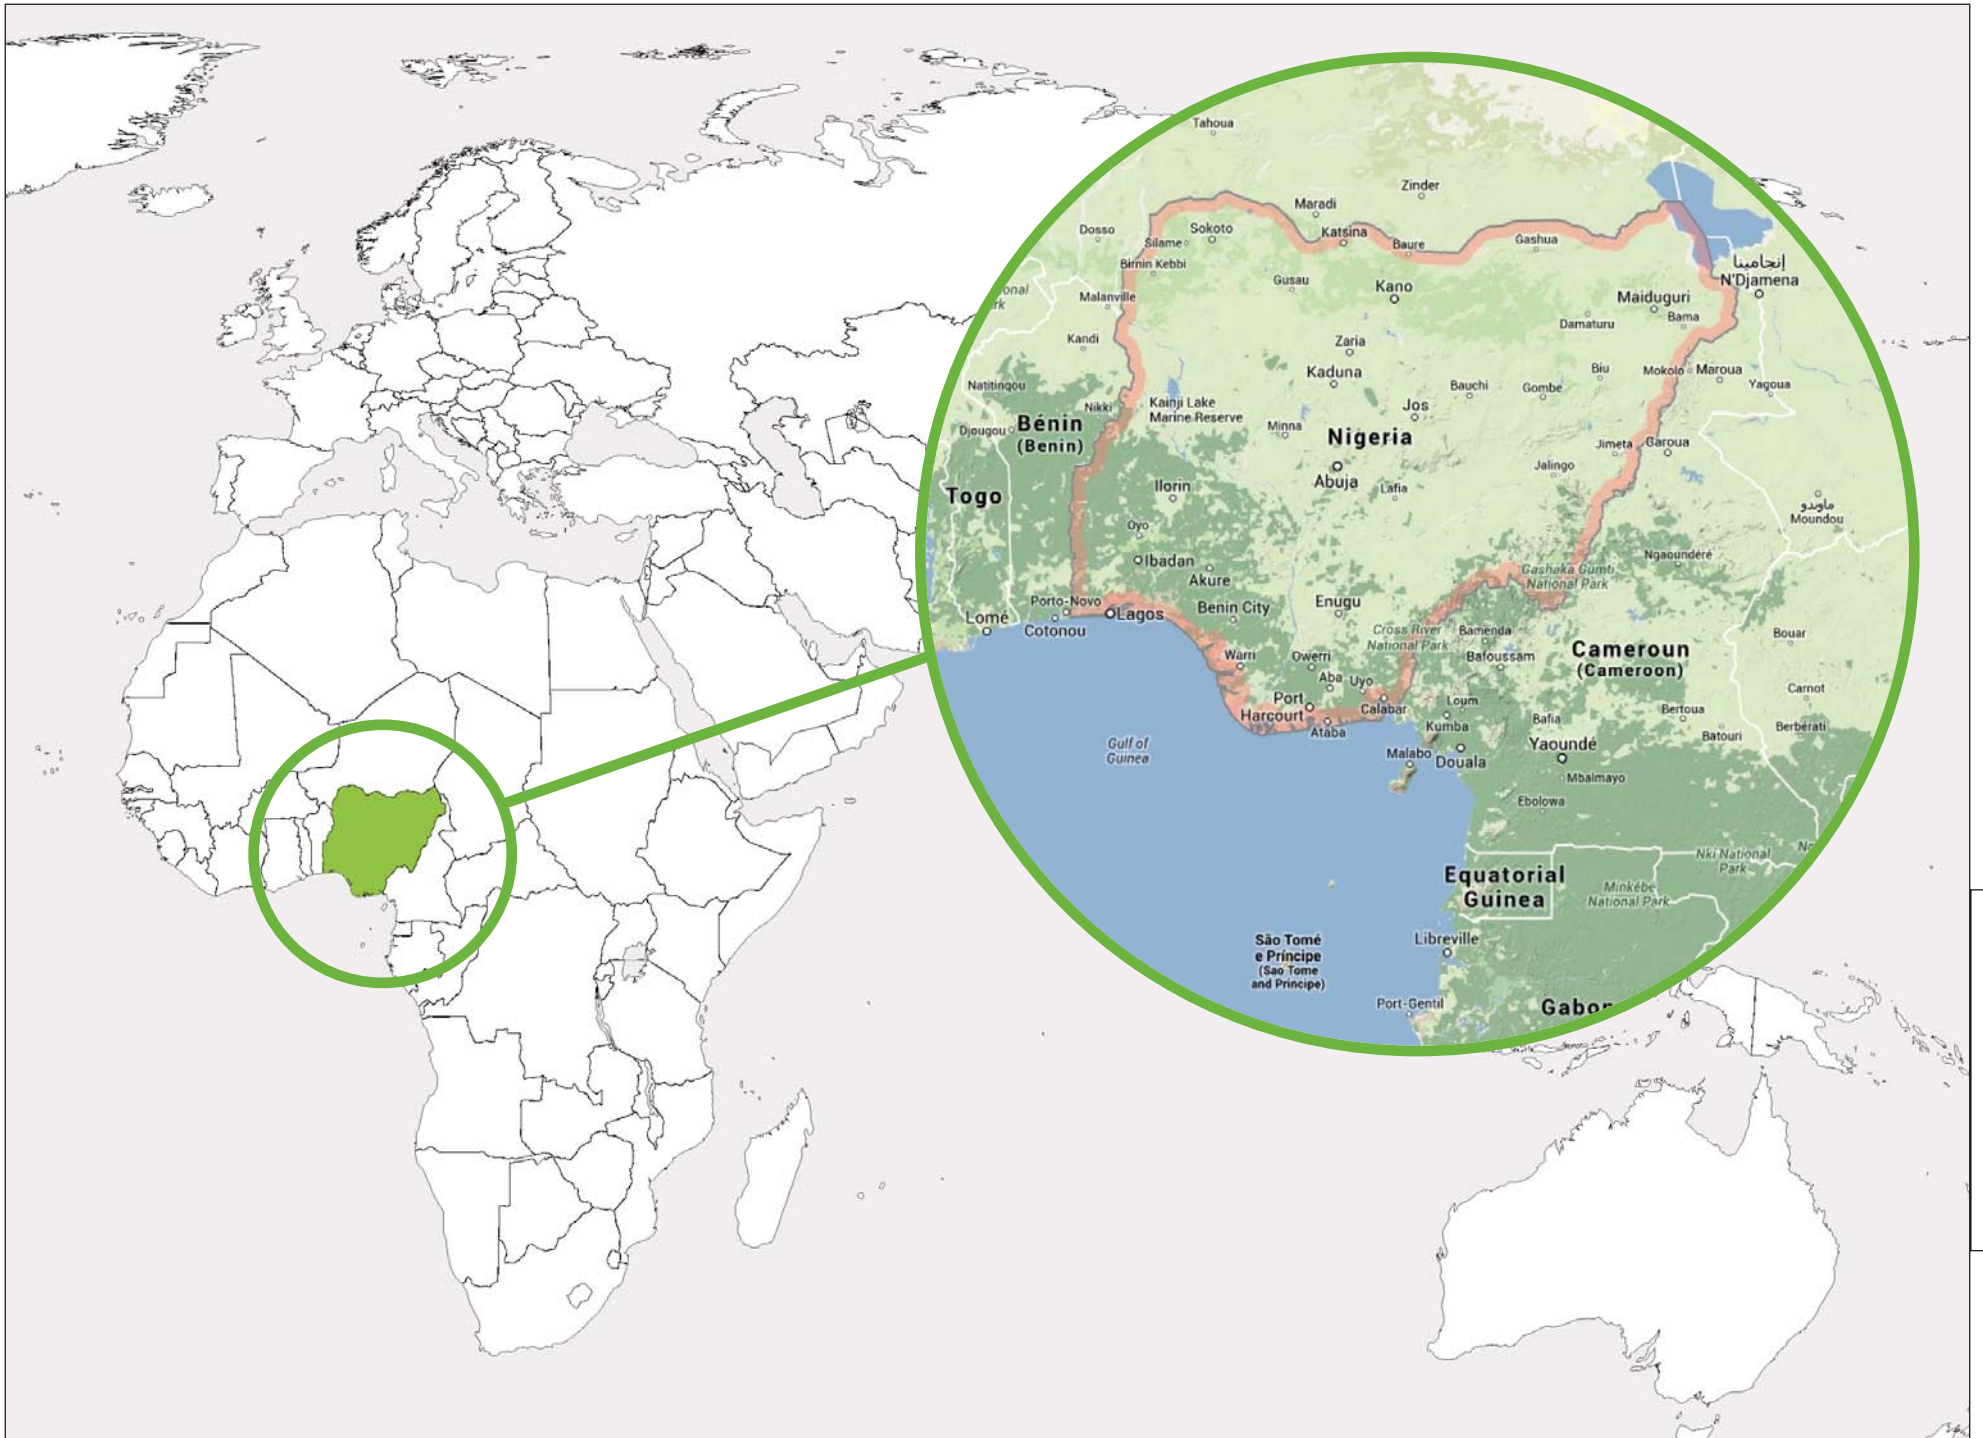 Tahoua
Zinder
Maradi
Dosso
Sokoto
Katsina
Silame
Baure
Gashua
Birnin Kebbi
إنجامينا
N'Djamena
Gusau
Kano
Malanville
Maiduguri
Bama
Damaturu
Kandi
Zaria
Kaduna
Biu
Mokolo
Maroua
Yagoua
Natitingou
Bauchi
Gombe
Nikki
Kainji Lake
Marine Reserve
Jos
Djougou
Bénin
(Benin)
Minna
Nigeria
Jimeta
Garoua
Jalingo
Abuja
Lafia
Togo
Ilorin
ماوندو
Moundou
Oyo
Ibadan
Akure
Ngaoundéré
Gashaka Gumti
National Park
Porto-Novo
Lagos
Benin City
Enugu
Lomé
Cotonou
Cross River
National Park
Bamenda
Bouar
Warri
Owerri
Bafoussam
Cameroun
(Cameroon)
Aba
Uyo
Carnot
Port
Harcourt
Calabar
Loum
Kumba
Bafia
Bertoua
Batouri
Berbérati
Ataba
Gulf of
Guinea
Malabo
Douala
Yaoundé
Mbalmayo
Ebolowa
Nki National
Park
Equatorial
Guinea
Minkébé
National Park
São Tomé
e Príncipe
(Sao Tome
and Principe)
Libreville
Port-Gentil
Gabon